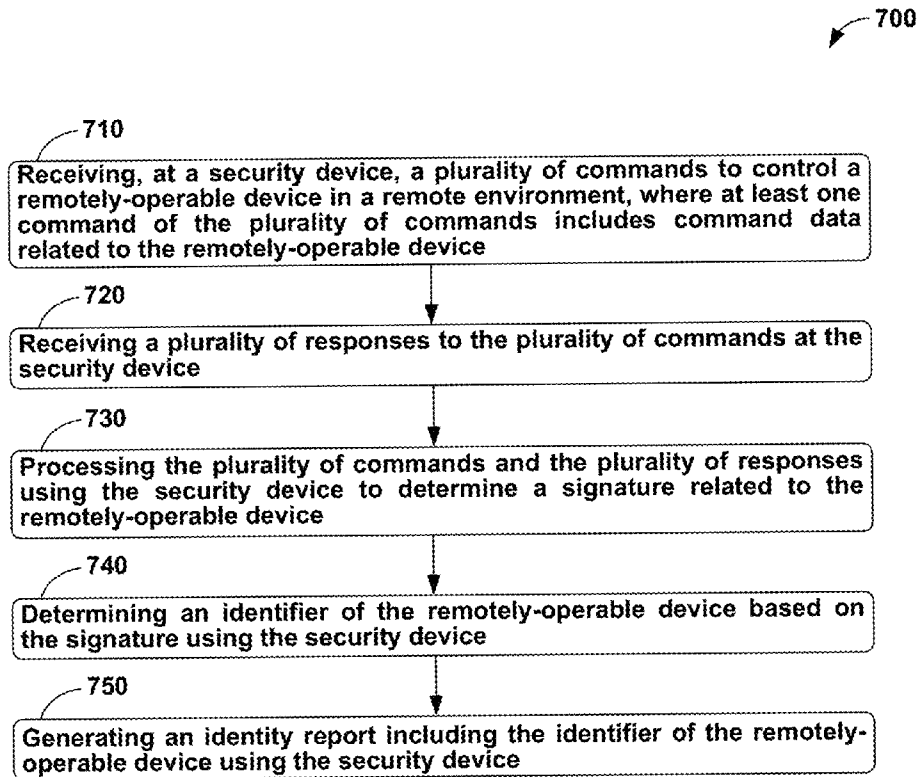 700
710
Receiving, at a security device, a plurality of commands to control a
remotely-operable device in a remote environment, where at least one
command of the plurality of commands includes command data
related to the remotely-operable device
720
Receiving a plurality of responses to the plurality of commands at the
security device
730
Processing the plurality of commands and the plurality of responses
using the security device to determine a signature related to the
remotely-operable device
740
Determining an identifier of the remotely-operable device based on
the signature using the security device
750
Generating an identity report including the identifier of the remotely-
operable device using the security device